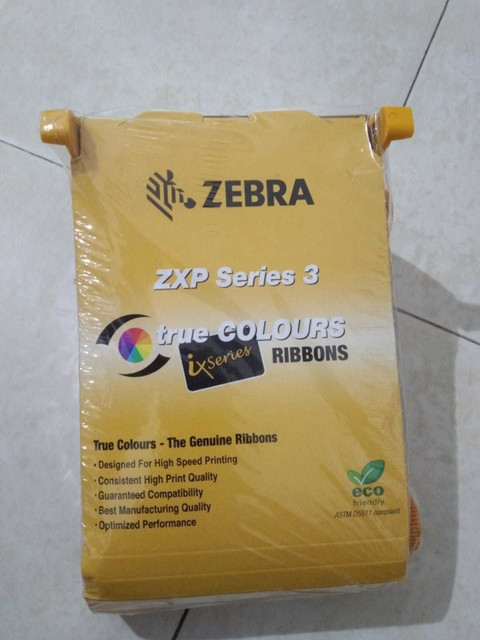 ZEBRA
ZXP Series 3
true COLOURS
ix series
RIBBONS
True Colours - The Genuine Ribbons
· Designed For High Speed Printing
· Consistent High Print Quality
· Guaranteed Compatibility
· Best Manufacturing Quality
· Optimized Performance
eco
friendly
ASTM D5511 compliant